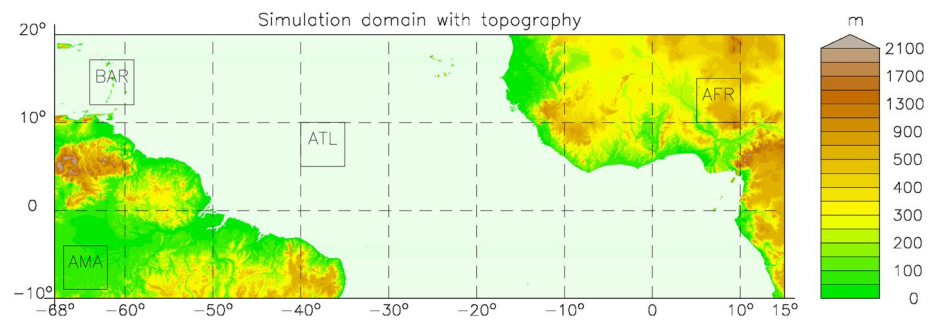 Simulation domain with topography
m
20°
10°
0
−10°
BAR
ATL
AFR
AMA
−68° −60° −50° −40° −30° −20° −10° 0° 10° 15°
2100
1700
1300
900
500
400
300
200
100
0